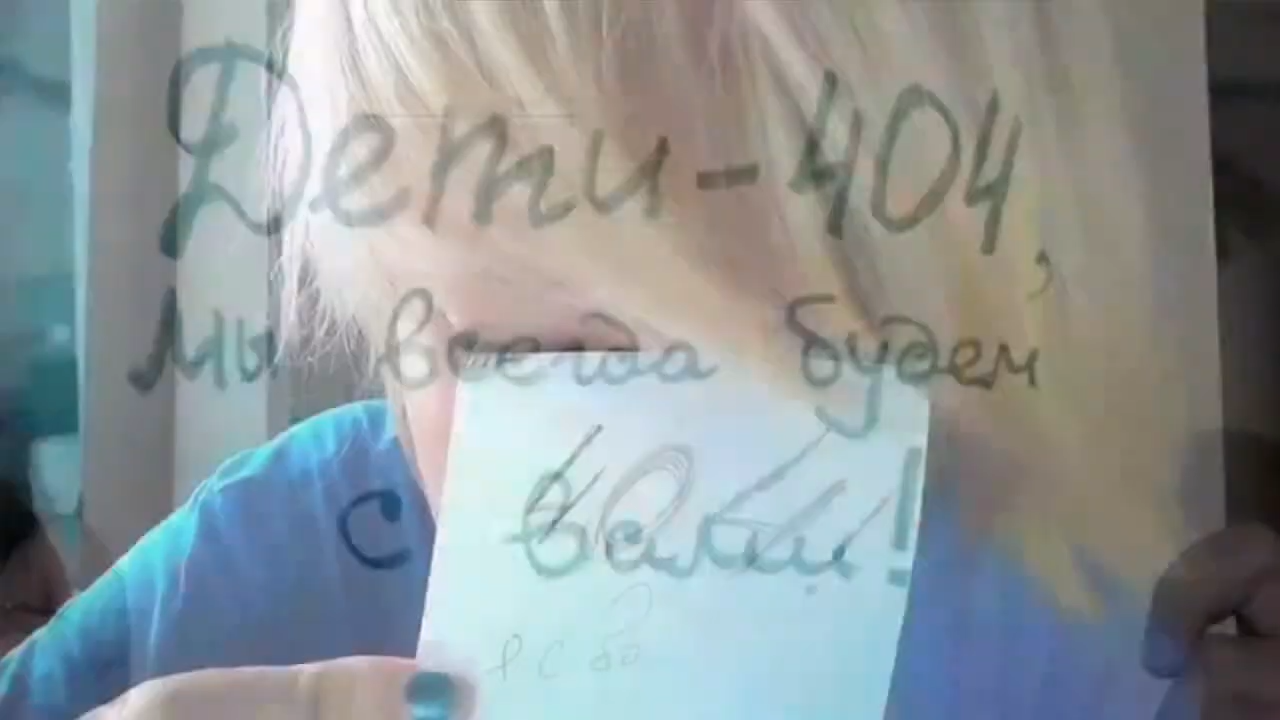 Дети-404,
мы всегда будем
с вами!